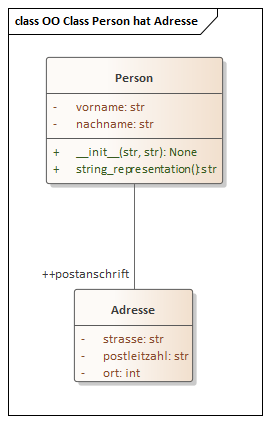 class OO Class Person hat Adresse
Person
- vorname: str
- nachname: str
+ __init__(str, str): None
+ string_representation():str
++postanschrift
Adresse
- strasse: str
- postleitzahl: str
- ort: int